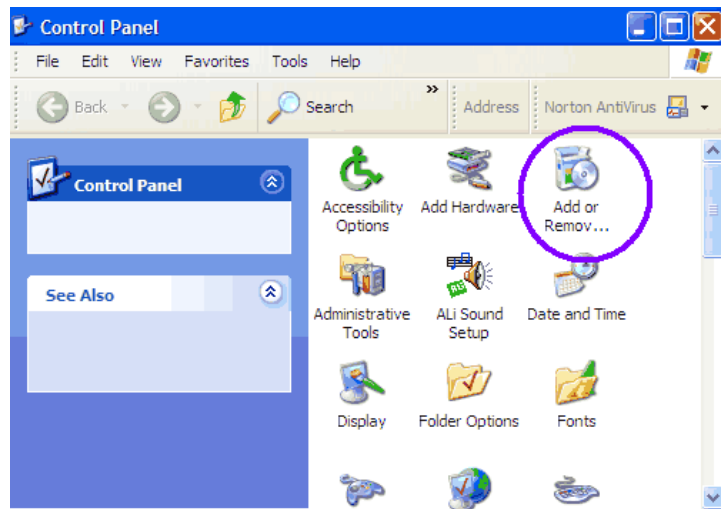 Control Panel
File Edit View Favorites Tools Help
Back Search » Address Norton AntiVirus
Control Panel
See Also
Accessibility Options
Add Hardware
Add or Remov...
Administrative Tools
ALi Sound Setup
Date and Time
Display
Folder Options
Fonts